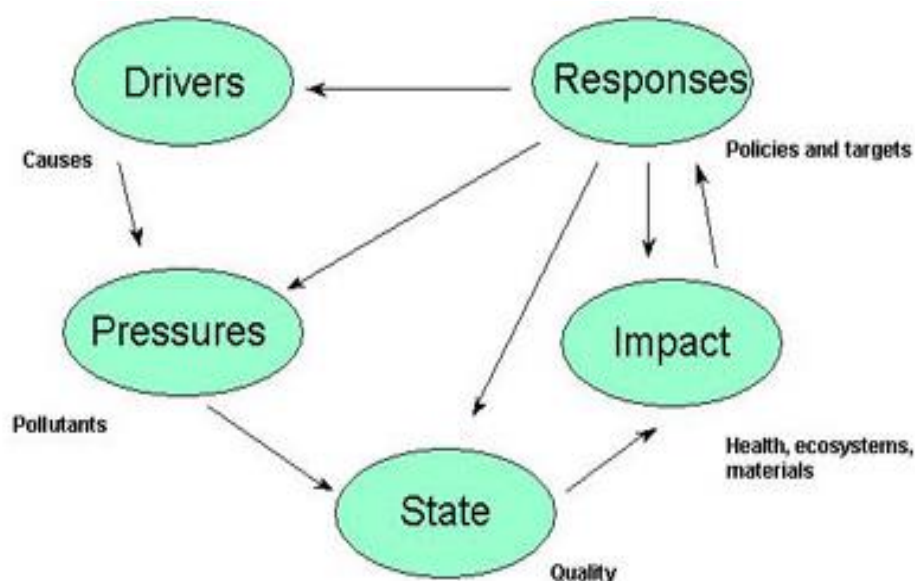 Drivers
Responses
Causes
Policies and targets
Pressures
Impact
Pollutants
Health, ecosystems,
materials
State
Quality